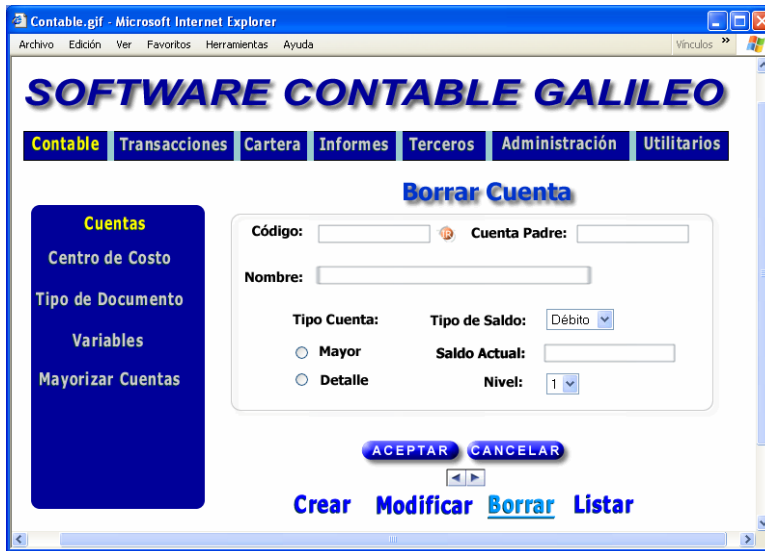 Contable.gif - Microsoft Internet Explorer
Archivo Edición Ver Favoritos Herramientas Ayuda Vínculos »
SOFTWARE CONTABLE GALILEO
Contable Transacciones Cartera Informes Terceros Administración Utilitarios
Borrar Cuenta
Cuentas
Centro de Costo
Tipo de Documento
Variables
Mayorizar Cuentas
Código: IR Cuenta Padre:
Nombre:
Tipo Cuenta: Tipo de Saldo: Débito
Mayor Saldo Actual:
Detalle Nivel: 1
ACEPTAR CANCELAR
Crear Modificar Borrar Listar